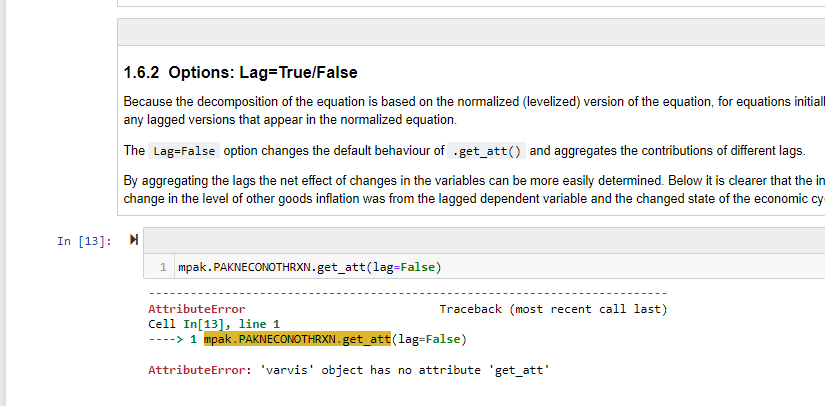 1.6.2 Options: Lag=True/False
Because the decomposition of the equation is based on the normalized (levelized) version of the equation, for equations initiall
any lagged versions that appear in the normalized equation.
The Lag=False option changes the default behaviour of .get_att() and aggregates the contributions of different lags.
By aggregating the lags the net effect of changes in the variables can be more easily determined. Below it is clearer that the in
change in the level of other goods inflation was from the lagged dependent variable and the changed state of the economic cy
In [13]:
1 mpak.PAKNECONOTHRXN.get_att(lag=False)
---------------------------------------------------------------------------
AttributeError Traceback (most recent call last)
Cell In[13], line 1
----> 1 mpak.PAKNECONOTHRXN.get_att(lag=False)
AttributeError: 'varvis' object has no attribute 'get_att'